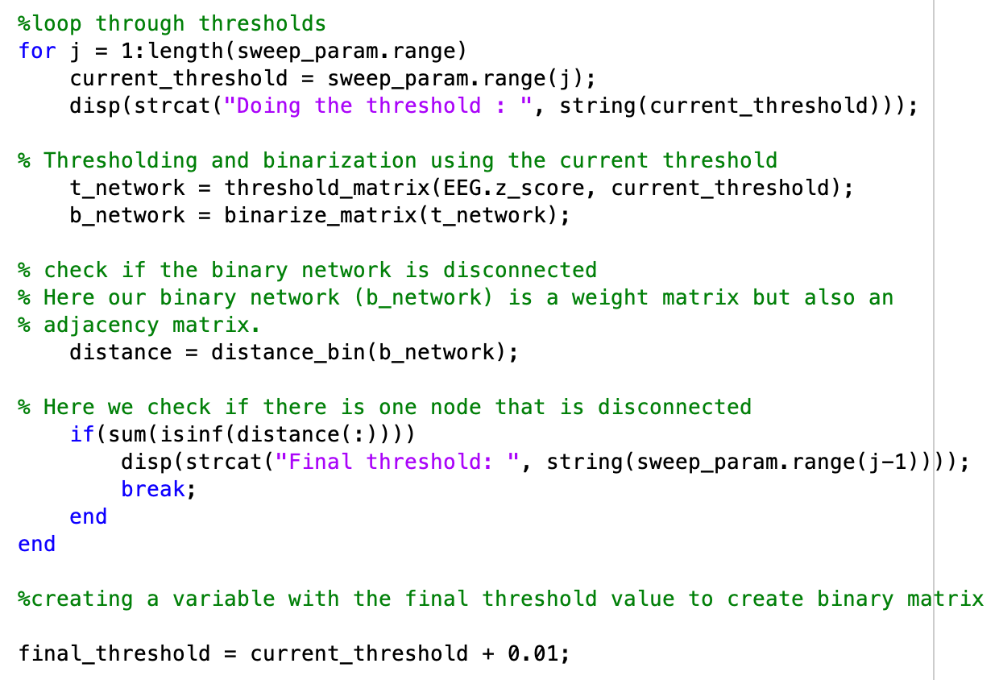 %loop through thresholds
for j = 1:length(sweep_param.range)
    current_threshold = sweep_param.range(j);
    disp(strcat("Doing the threshold : ", string(current_threshold)));

% Thresholding and binarization using the current threshold
    t_network = threshold_matrix(EEG.z_score, current_threshold);
    b_network = binarize_matrix(t_network);

% check if the binary network is disconnected
% Here our binary network (b_network) is a weight matrix but also an
% adjacency matrix.
    distance = distance_bin(b_network);

% Here we check if there is one node that is disconnected
    if(sum(isinf(distance(:))))
        disp(strcat("Final threshold: ", string(sweep_param.range(j-1))));
        break;
    end
end

%creating a variable with the final threshold value to create binary matrix

final_threshold = current_threshold + 0.01;